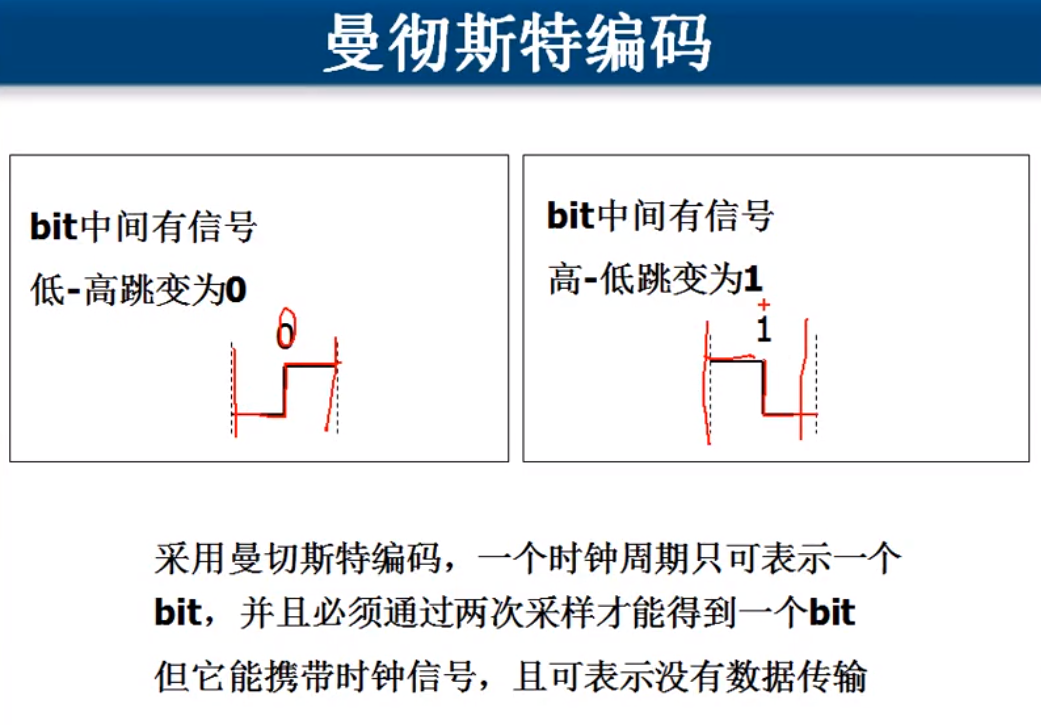 曼彻斯特编码
bit中间有信号
低-高跳变为0
0
bit中间有信号
高-低跳变为1
1
采用曼切斯特编码，一个时钟周期只可表示一个
bit，并且必须通过两次采样才能得到一个bit
但它能携带时钟信号，且可表示没有数据传输